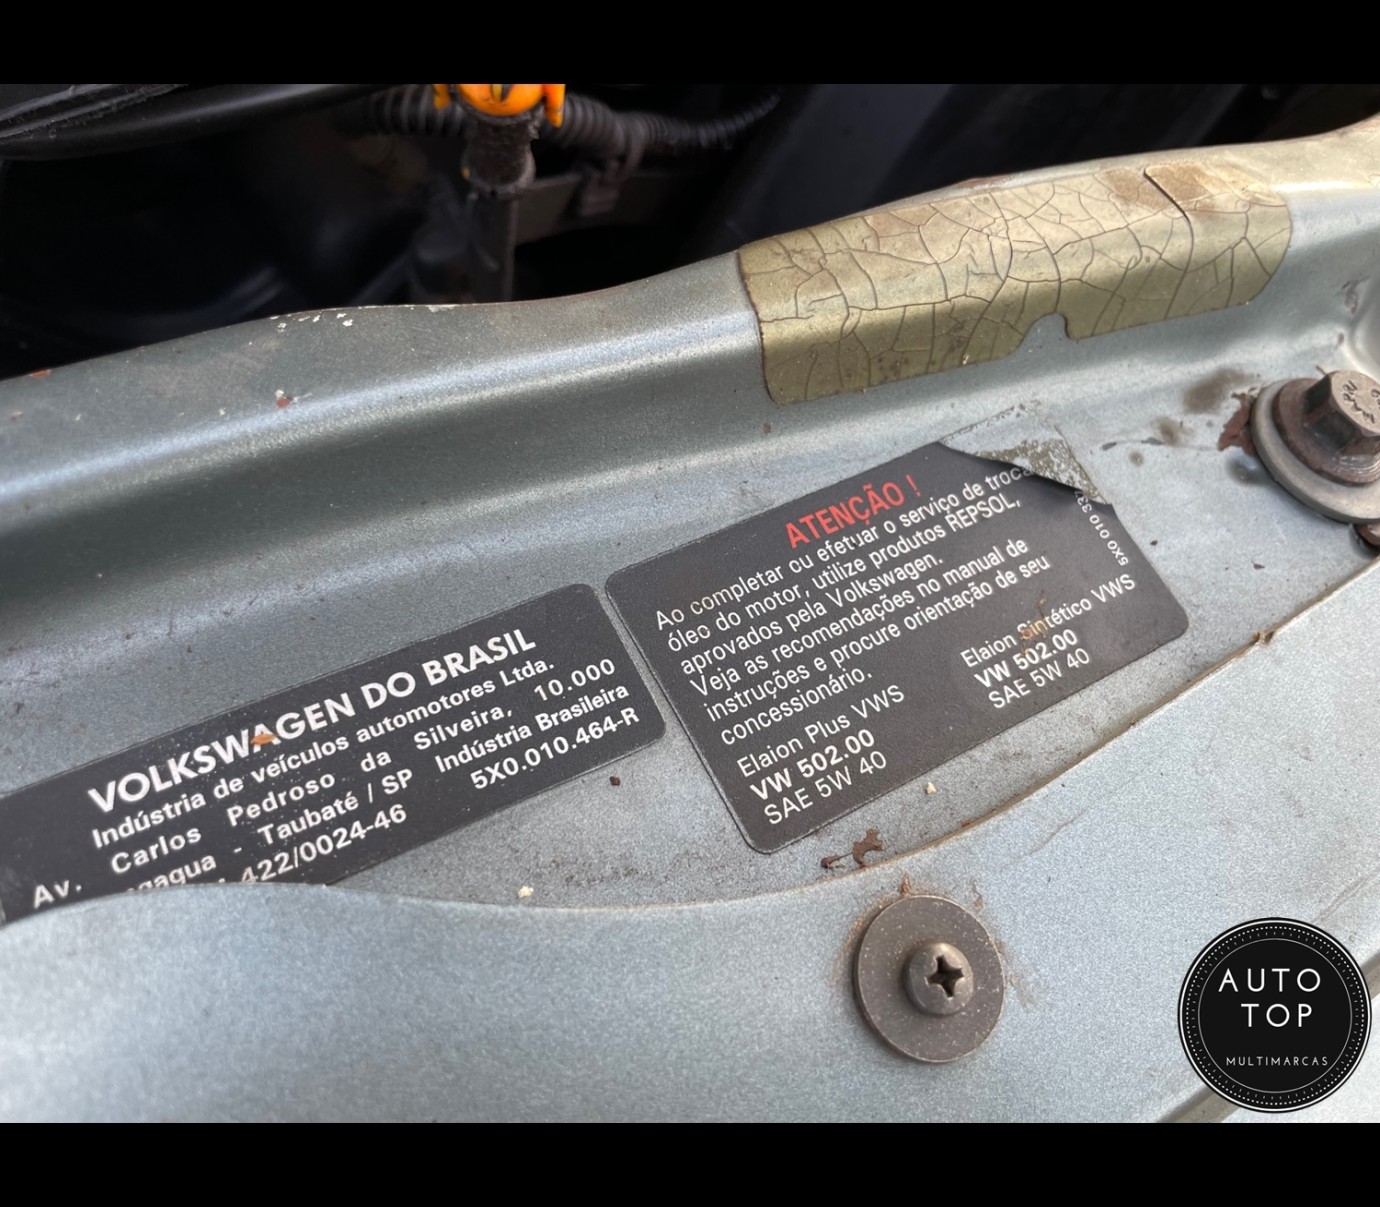 VOLKSWAGEN DO BRASIL
Indústria de veículos automotores Ltda.
Av. Carlos Pedroso da Silveira, 10.000
- Taubaté / SP Indústria Brasileira
422/0024-46 5X0.010.464-R
ATENÇÃO !
Ao completar ou efetuar o serviço de troca
óleo do motor, utilize produtos REPSOL,
aprovados pela Volkswagen.
Veja as recomendações no manual de
instruções e procure orientação de seu
concessionário.
Elaion Plus VWS
VW 502.00
SAE 5W 40
Elaion Sintético VWS
VW 502.00
SAE 5W 40
5X0 010
AUTO
TOP
MULTIMARCAS